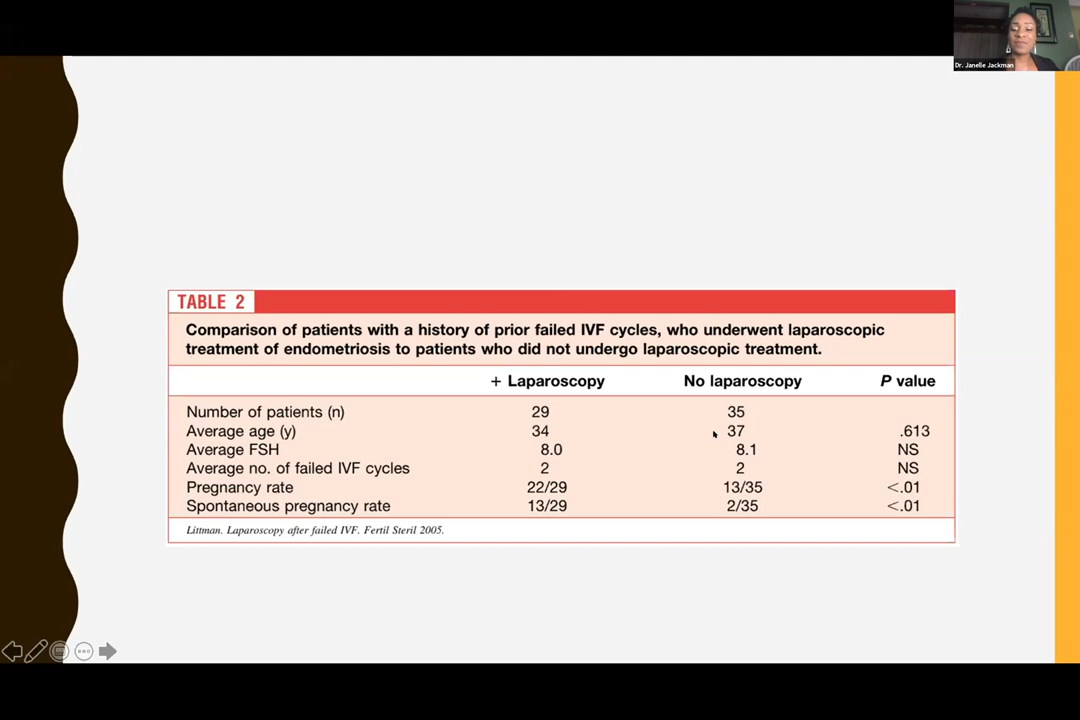 Dr. Janelle Jackman
TABLE 2
Comparison of patients with a history of prior failed IVF cycles, who underwent laparoscopic
treatment of endometriosis to patients who did not undergo laparoscopic treatment.
+ Laparoscopy No laparoscopy P value
Number of patients (n) 29 35
Average age (y) 34 37 .613
Average FSH 8.0 8.1 NS
Average no. of failed IVF cycles 2 2 NS
Pregnancy rate 22/29 13/35 <.01
Spontaneous pregnancy rate 13/29 2/35 <.01
Littman. Laparoscopy after failed IVF. Fertil Steril 2005.